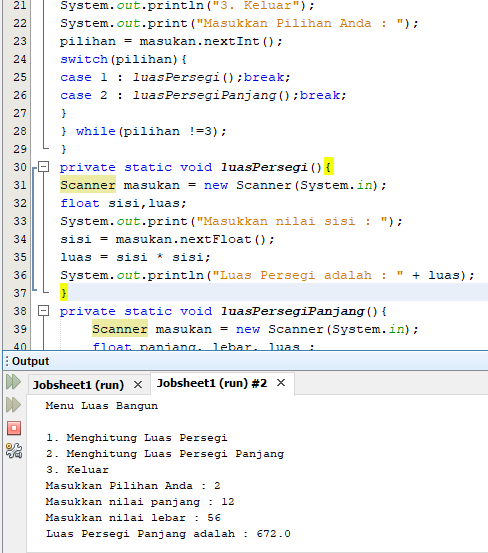 21 System.out.println("3. Keluar");
22 System.out.print("Masukkan Pilihan Anda : ");
23 pilihan = masukan.nextInt();
24 switch(pilihan){
25 case 1 : luasPersegi();break;
26 case 2 : luasPersegiPanjang();break;
27 }
28 } while(pilihan !=3);
29 }
30 private static void luasPersegi(){
31 Scanner masukan = new Scanner(System.in);
32 float sisi,luas;
33 System.out.print("Masukkan nilai sisi : ");
34 sisi = masukan.nextFloat();
35 luas = sisi * sisi;
36 System.out.println("Luas Persegi adalah : " + luas);
37 }
38 private static void luasPersegiPanjang(){
39 Scanner masukan = new Scanner(System.in);
40 float panjang, lebar, luas ;
Output
Jobsheet1 (run) × Jobsheet1 (run) #2 ×
Menu Luas Bangun
1. Menghitung Luas Persegi
2. Menghitung Luas Persegi Panjang
3. Keluar
Masukkan Pilihan Anda : 2
Masukkan nilai panjang : 12
Masukkan nilai lebar : 56
Luas Persegi Panjang adalah : 672.0